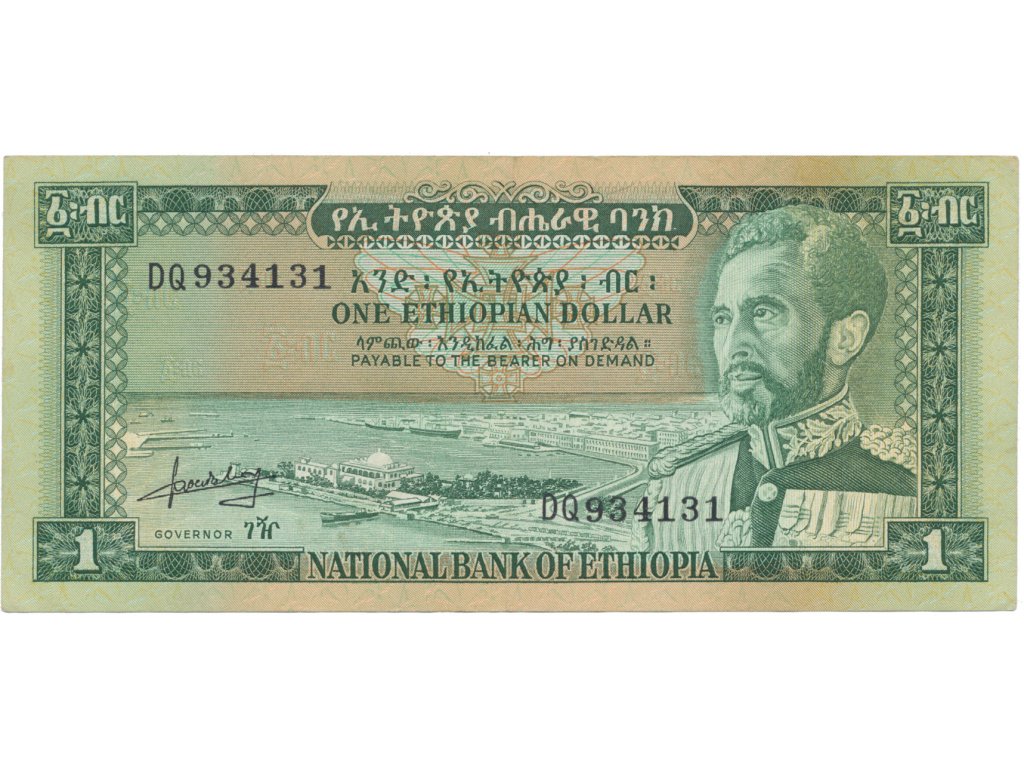 ፩፡ብር
የኢትዮጵያ ብሔራዊ ባንክ
፩፡ብር
DQ934131
አንድ ፡ የኢትዮጵያ ፡ ብር ፡
ONE ETHIOPIAN DOLLAR
ላምጪው ፡ እንዲከፈል ፡ ሕግ ፡ ያስገድዳል ።
PAYABLE TO THE BEARER ON DEMAND
DQ934131
GOVERNOR ገዥ
1
NATIONAL BANK OF ETHIOPIA
1